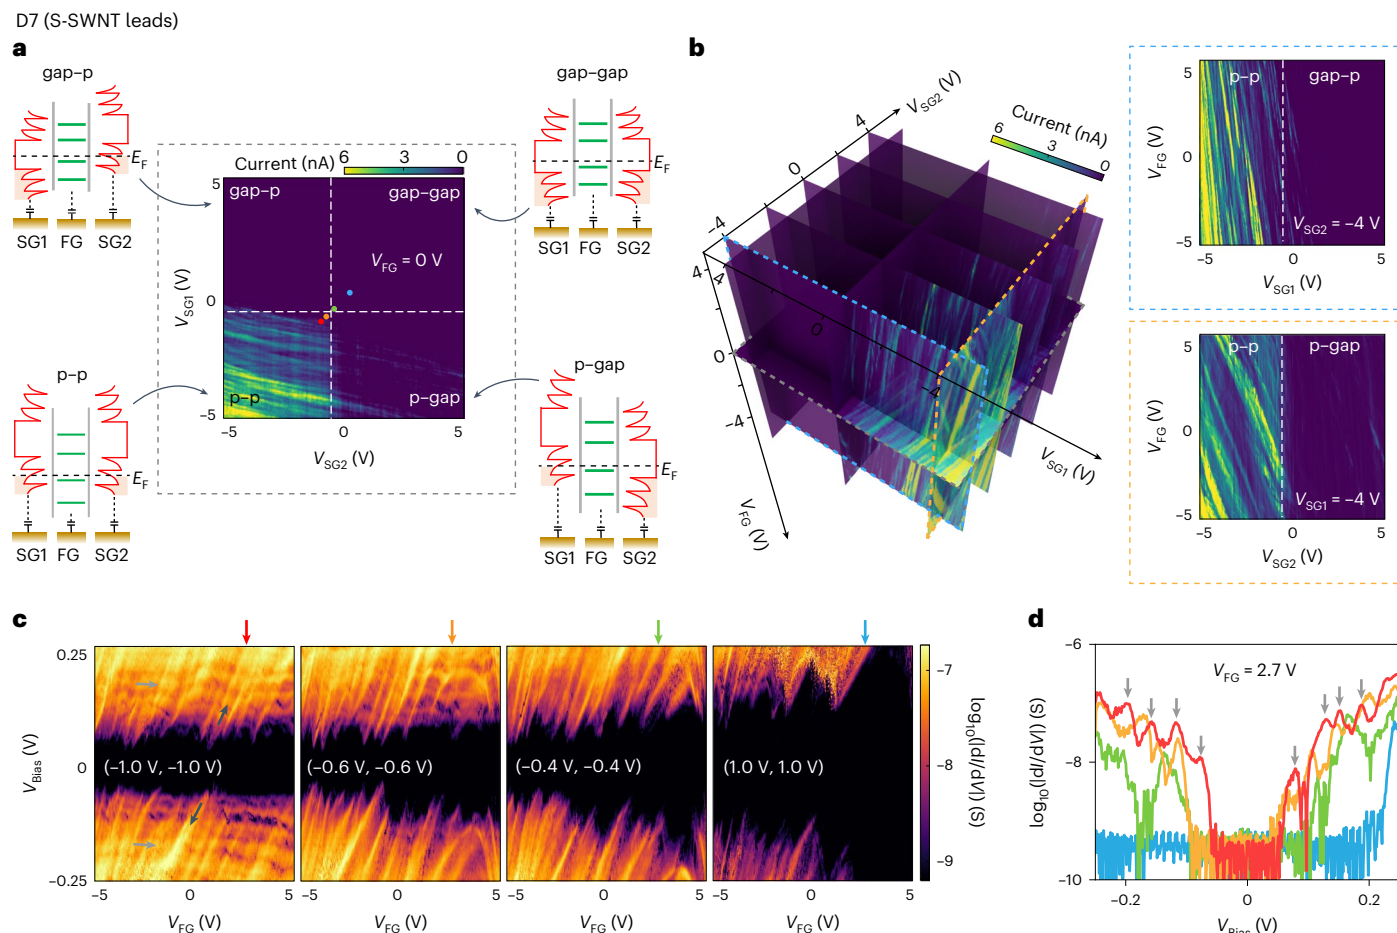 D7 (S-SWNT leads)
a
gap–p
E_F
SG1 FG SG2
gap–gap
E_F
SG1 FG SG2
Current (nA) 6 3 0
gap–p
gap–gap
V_FG = 0 V
p–p
p–gap
5
0
−5
V_SG1 (V)
−5 0 5
V_SG2 (V)
p–p
E_F
SG1 FG SG2
p–gap
E_F
SG1 FG SG2
b
V_SG2 (V)
4
0
−4
Current (nA)
6
3
0
4
0
−4
V_SG1 (V)
4
0
−4
V_FG (V)
p–p
gap–p
V_SG2 = −4 V
5
0
−5
V_FG (V)
−5 0 5
V_SG1 (V)
p–p
p–gap
V_SG1 = −4 V
5
0
−5
V_FG (V)
−5 0 5
V_SG2 (V)
c
0.25
0
−0.25
V_Bias (V)
(−1.0 V, −1.0 V)
(−0.6 V, −0.6 V)
(−0.4 V, −0.4 V)
(1.0 V, 1.0 V)
−5 0 5
−5 0 5
−5 0 5
−5 0 5
V_FG (V)
V_FG (V)
V_FG (V)
V_FG (V)
−7
−8
−9
log₁₀(|dI/dV|) (S)
d
V_FG = 2.7 V
−6
−8
−10
log₁₀(|dI/dV|) (S)
−0.2 0 0.2
V_Bias (V)